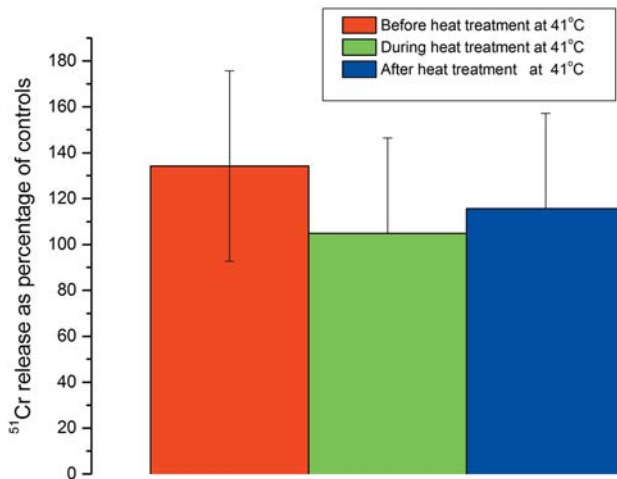 Before heat treatment at 41°C
During heat treatment at 41°C
After heat treatment at 41°C
180
160
140
120
100
80
60
40
20
0
⁵¹Cr release as percentage of controls